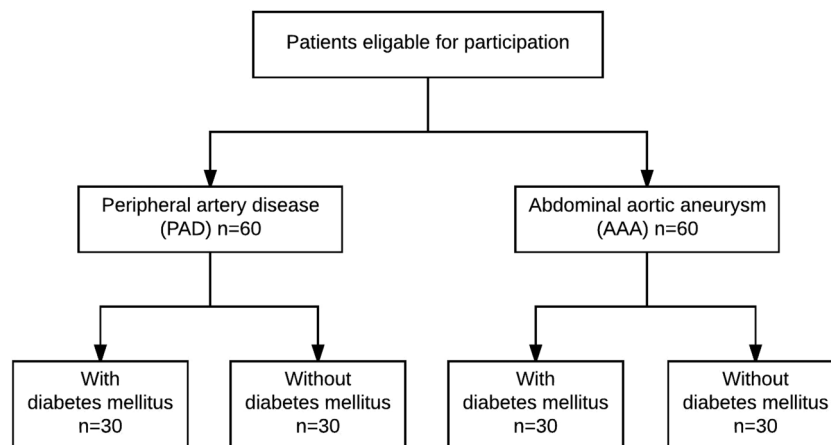 Patients eligable for participation
Peripheral artery disease
(PAD) n=60
Abdominal aortic aneurysm
(AAA) n=60
With
diabetes mellitus
n=30
Without
diabetes mellitus
n=30
With
diabetes mellitus
n=30
Without
diabetes mellitus
n=30